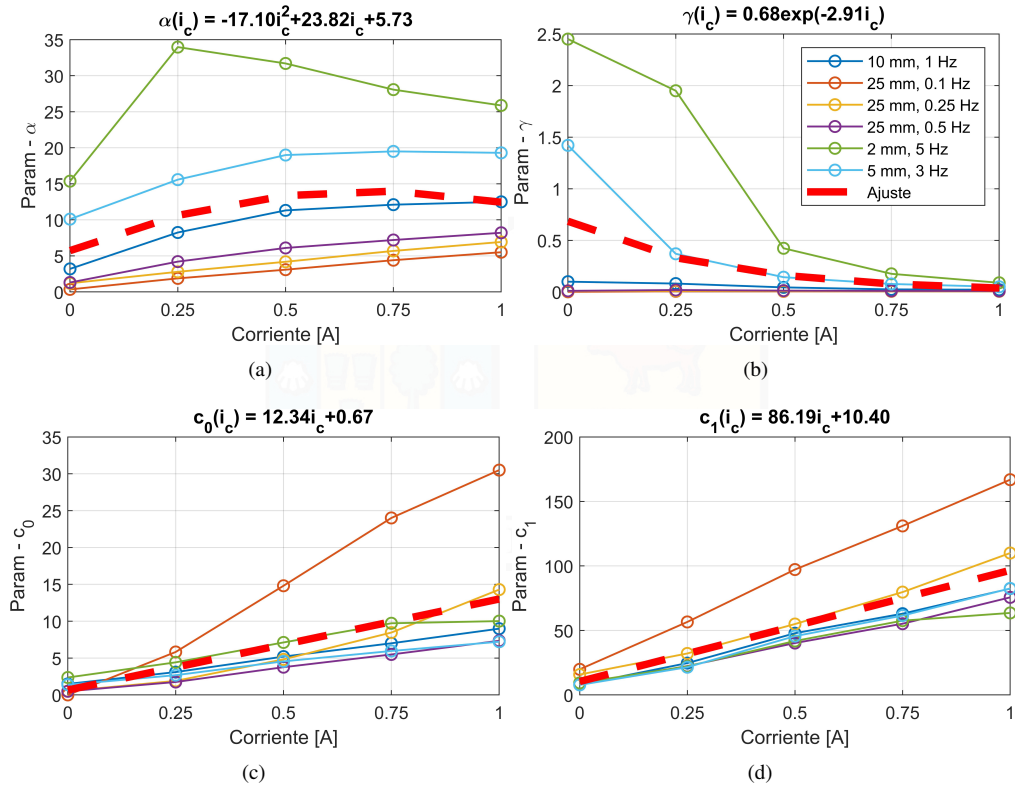 α(i_c) = -17.10i_c^2+23.82i_c+5.73
Param - α
35
30
25
20
15
10
5
0
0 0.25 0.5 0.75 1
Corriente [A]
(a)
γ(i_c) = 0.68exp(-2.91i_c)
Param - γ
2.5
2
1.5
1
0.5
0
10 mm, 1 Hz
25 mm, 0.1 Hz
25 mm, 0.25 Hz
25 mm, 0.5 Hz
2 mm, 5 Hz
5 mm, 3 Hz
Ajuste
0 0.25 0.5 0.75 1
Corriente [A]
(b)
c_0(i_c) = 12.34i_c+0.67
Param - c_0
35
30
25
20
15
10
5
0
0 0.25 0.5 0.75 1
Corriente [A]
(c)
c_1(i_c) = 86.19i_c+10.40
Param - c_1
200
150
100
50
0
0 0.25 0.5 0.75 1
Corriente [A]
(d)